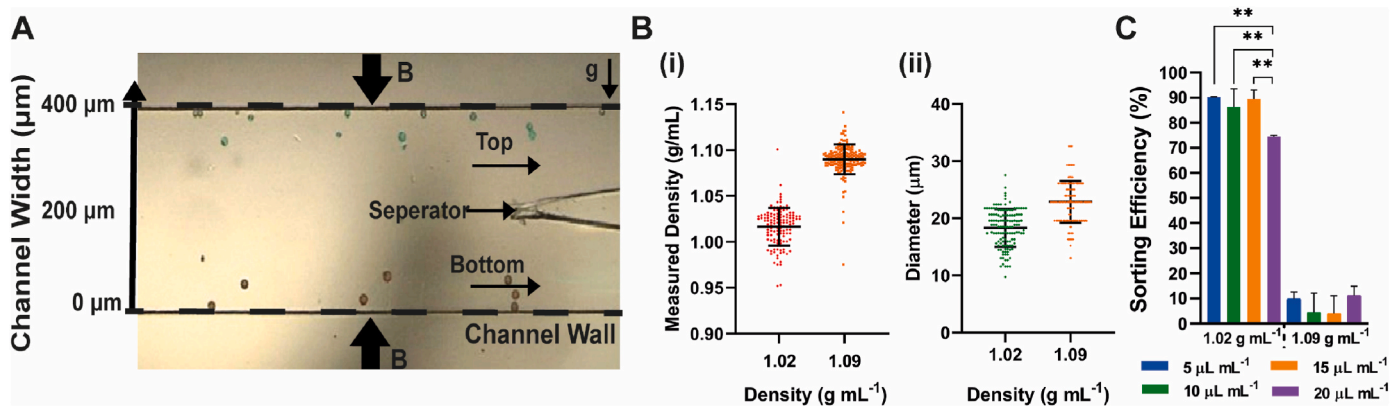 A
Channel Width (µm)
400 µm
200 µm
0 µm
B
g
Top
Seperator
Bottom
Channel Wall
B
B
(i)
Measured Density (g/mL)
1.15
1.10
1.05
1.00
0.95
0.90
1.02
1.09
Density (g mL-1)
(ii)
Diameter (µm)
40
30
20
10
0
1.02
1.09
Density (g mL-1)
C
**
**
**
Sorting Efficiency (%)
100
90
80
70
60
50
40
30
20
10
0
1.02 g mL-1
1.09 g mL-1
5 µL mL-1
15 µL mL-1
10 µL mL-1
20 µL mL-1